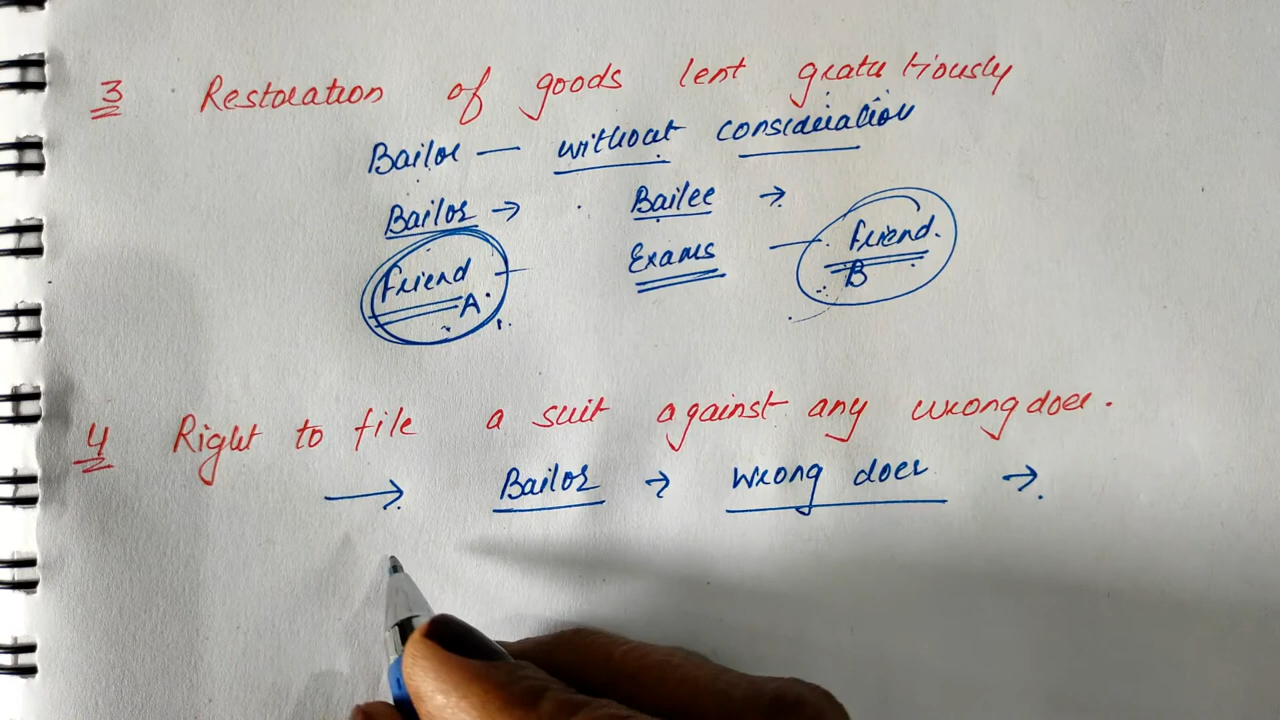 3 Restoration of goods lent gratuitiously
Bailor — without consideration
Bailor → Bailee →
Friend — Exams — friend.
A. B
4 Right to file a suit against any wrongdoer.
→ Bailor → wrong doer →